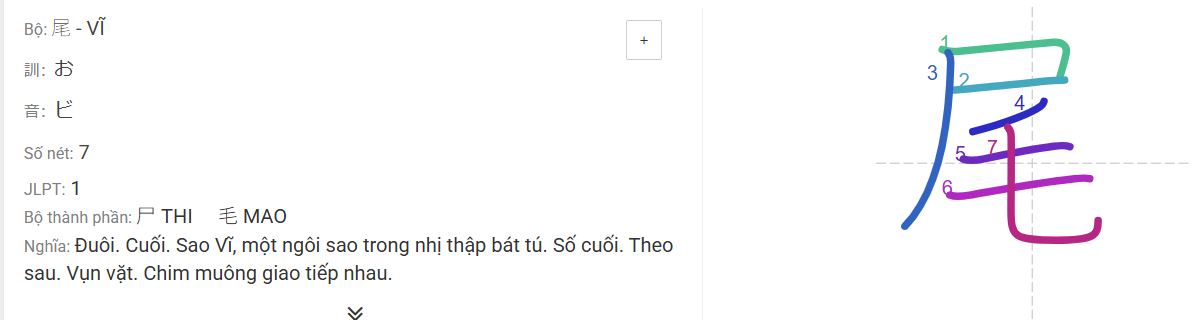 Bộ: 尾 - VĨ
+
訓: お
音: ビ
Số nét: 7
JLPT: 1
Bộ thành phần: 尸 THI 毛 MAO
Nghĩa: Đuôi. Cuối. Sao Vĩ, một ngôi sao trong nhị thập bát tú. Số cuối. Theo
sau. Vụn vặt. Chim muông giao tiếp nhau.
尾
1
2
3
4
5
6
7